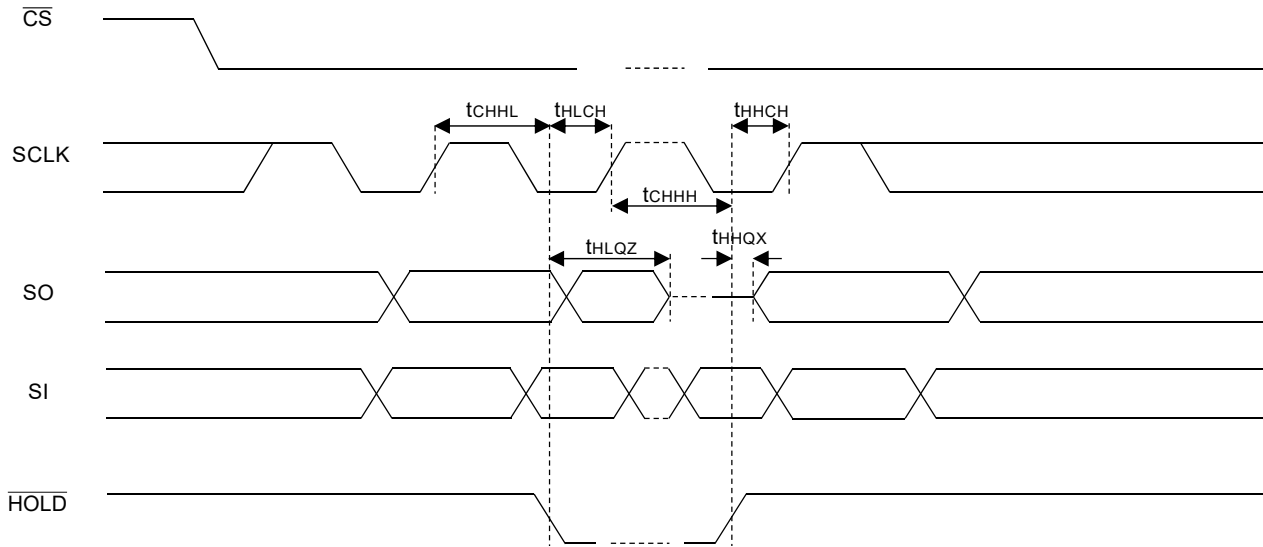 CS
tCHHL
tHLCH
tHHCH
SCLK
tCHHH
tHLQZ
tHHQX
SO
SI
HOLD